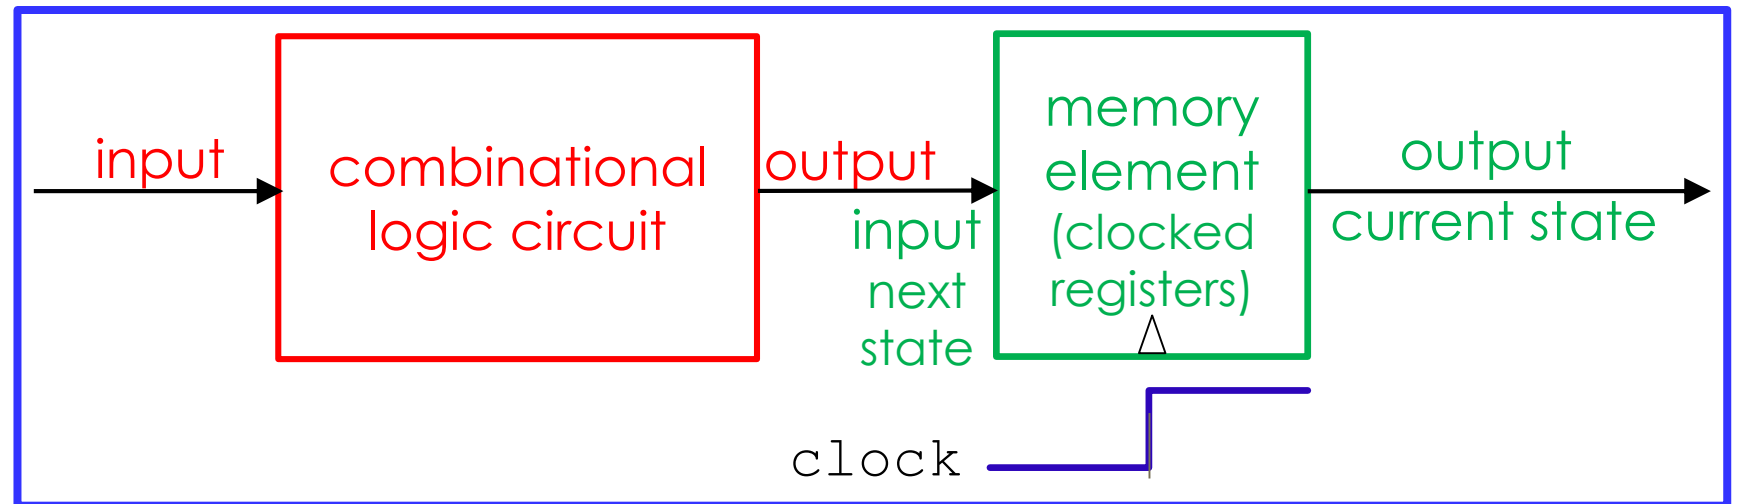 input
combinational
logic circuit
output
input
next
state
memory
element
(clocked
registers)
output
current state
clock